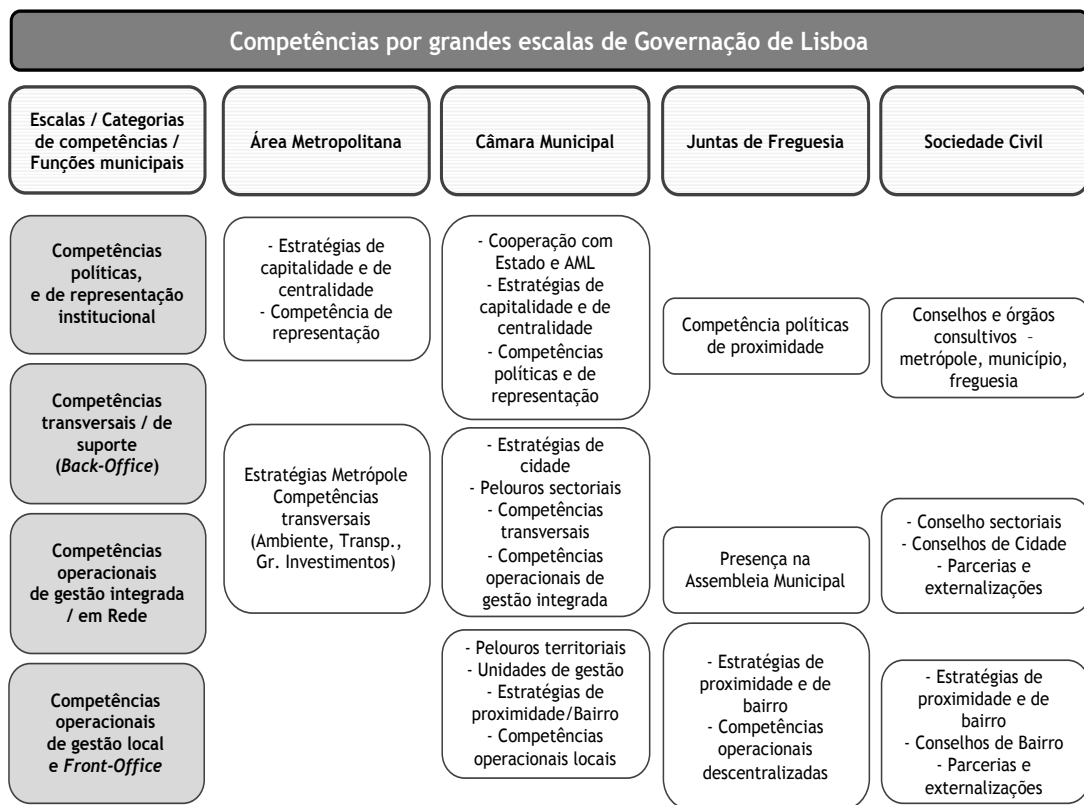 Competências por grandes escalas de Governação de Lisboa
Escalas / Categorias
de competências /
Funções municipais
Área Metropolitana
Câmara Municipal
Juntas de Freguesia
Sociedade Civil
Competências
políticas,
e de representação
institucional
- Estratégias de
capitalidade e de
centralidade
- Competência de
representação
- Cooperação com
Estado e AML
- Estratégias de
capitalidade e de
centralidade
- Competências
políticas e de
representação
Competência políticas
de proximidade
Conselhos e órgãos
consultivos –
metrópole, município,
freguesia
Competências
transversais / de
suporte
(Back-Office)
Estratégias Metrópole
Competências
transversais
(Ambiente, Transp.,
Gr. Investimentos)
- Estratégias de
cidade
- Pelouros sectoriais
- Competências
transversais
- Competências
operacionais de
gestão integrada
Competências
operacionais
de gestão integrada
/ em Rede
Presença na
Assembleia Municipal
- Conselho sectoriais
- Conselhos de Cidade
- Parcerias e
externalizações
Competências
operacionais
de gestão local
e Front-Office
- Pelouros territoriais
- Unidades de gestão
- Estratégias de
proximidade/Bairro
- Competências
operacionais locais
- Estratégias de
proximidade e de
bairro
- Competências
operacionais
descentralizadas
- Estratégias de
proximidade e de
bairro
- Conselhos de Bairro
- Parcerias e
externalizações